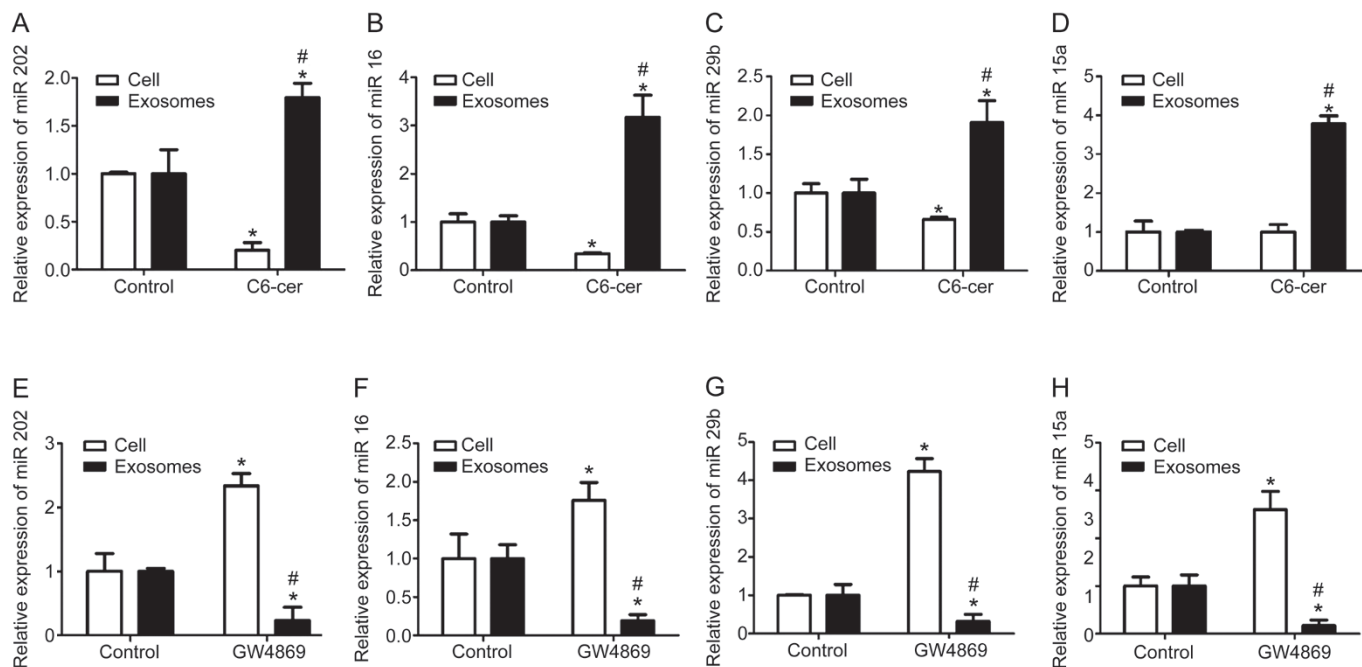 A
Relative expression of miR 202
2.0
1.5
1.0
0.5
0.0
Cell
Exosomes
*
#
*
Control
C6-cer
B
Relative expression of miR 16
4
3
2
1
0
Cell
Exosomes
*
#
*
Control
C6-cer
C
Relative expression of miR 29b
2.5
2.0
1.5
1.0
0.5
0.0
Cell
Exosomes
*
#
*
Control
C6-cer
D
Relative expression of miR 15a
5
4
3
2
1
0
Cell
Exosomes
#
*
Control
C6-cer
E
Relative expression of miR 202
3
2
1
0
Cell
Exosomes
*
#
*
Control
GW4869
F
Relative expression of miR 16
2.5
2.0
1.5
1.0
0.5
0.0
Cell
Exosomes
*
#
*
Control
GW4869
G
Relative expression of miR 29b
5
4
3
2
1
0
Cell
Exosomes
*
#
*
Control
GW4869
H
Relative expression of miR 15a
5
4
3
2
1
0
Cell
Exosomes
*
#
*
Control
GW4869